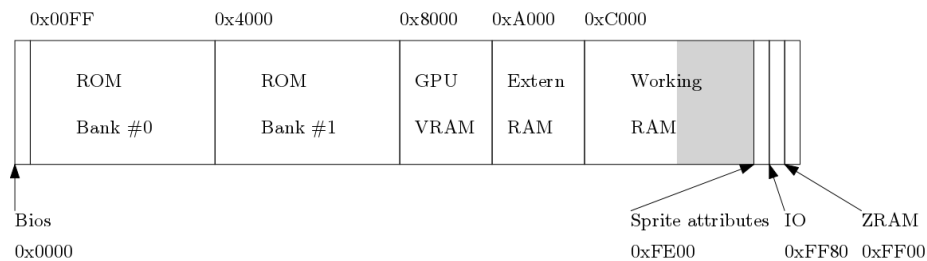 0x00FF 0x4000 0x8000 0xA000 0xC000
ROM ROM GPU Extern Working
Bank #0 Bank #1 VRAM RAM RAM
Bios Sprite attributes IO ZRAM
0x0000 0xFE00 0xFF80 0xFF00